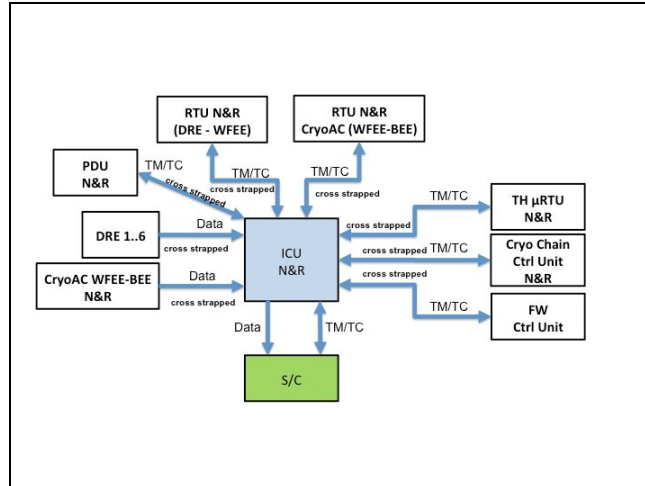 RTU N&R
(DRE - WFEE)
RTU N&R
CryoAC (WFEE-BEE)
PDU
N&R
TM/TC
cross strapped
TM/TC
cross strapped
TM/TC
cross strapped
TH µRTU
N&R
TM/TC
cross strapped
DRE 1..6
Data
cross strapped
ICU
N&R
Cryo Chain
Ctrl Unit
N&R
cross strapped
TM/TC
CryoAC WFEE-BEE
N&R
Data
cross strapped
cross strapped
TM/TC
FW
Ctrl Unit
Data
TM/TC
S/C